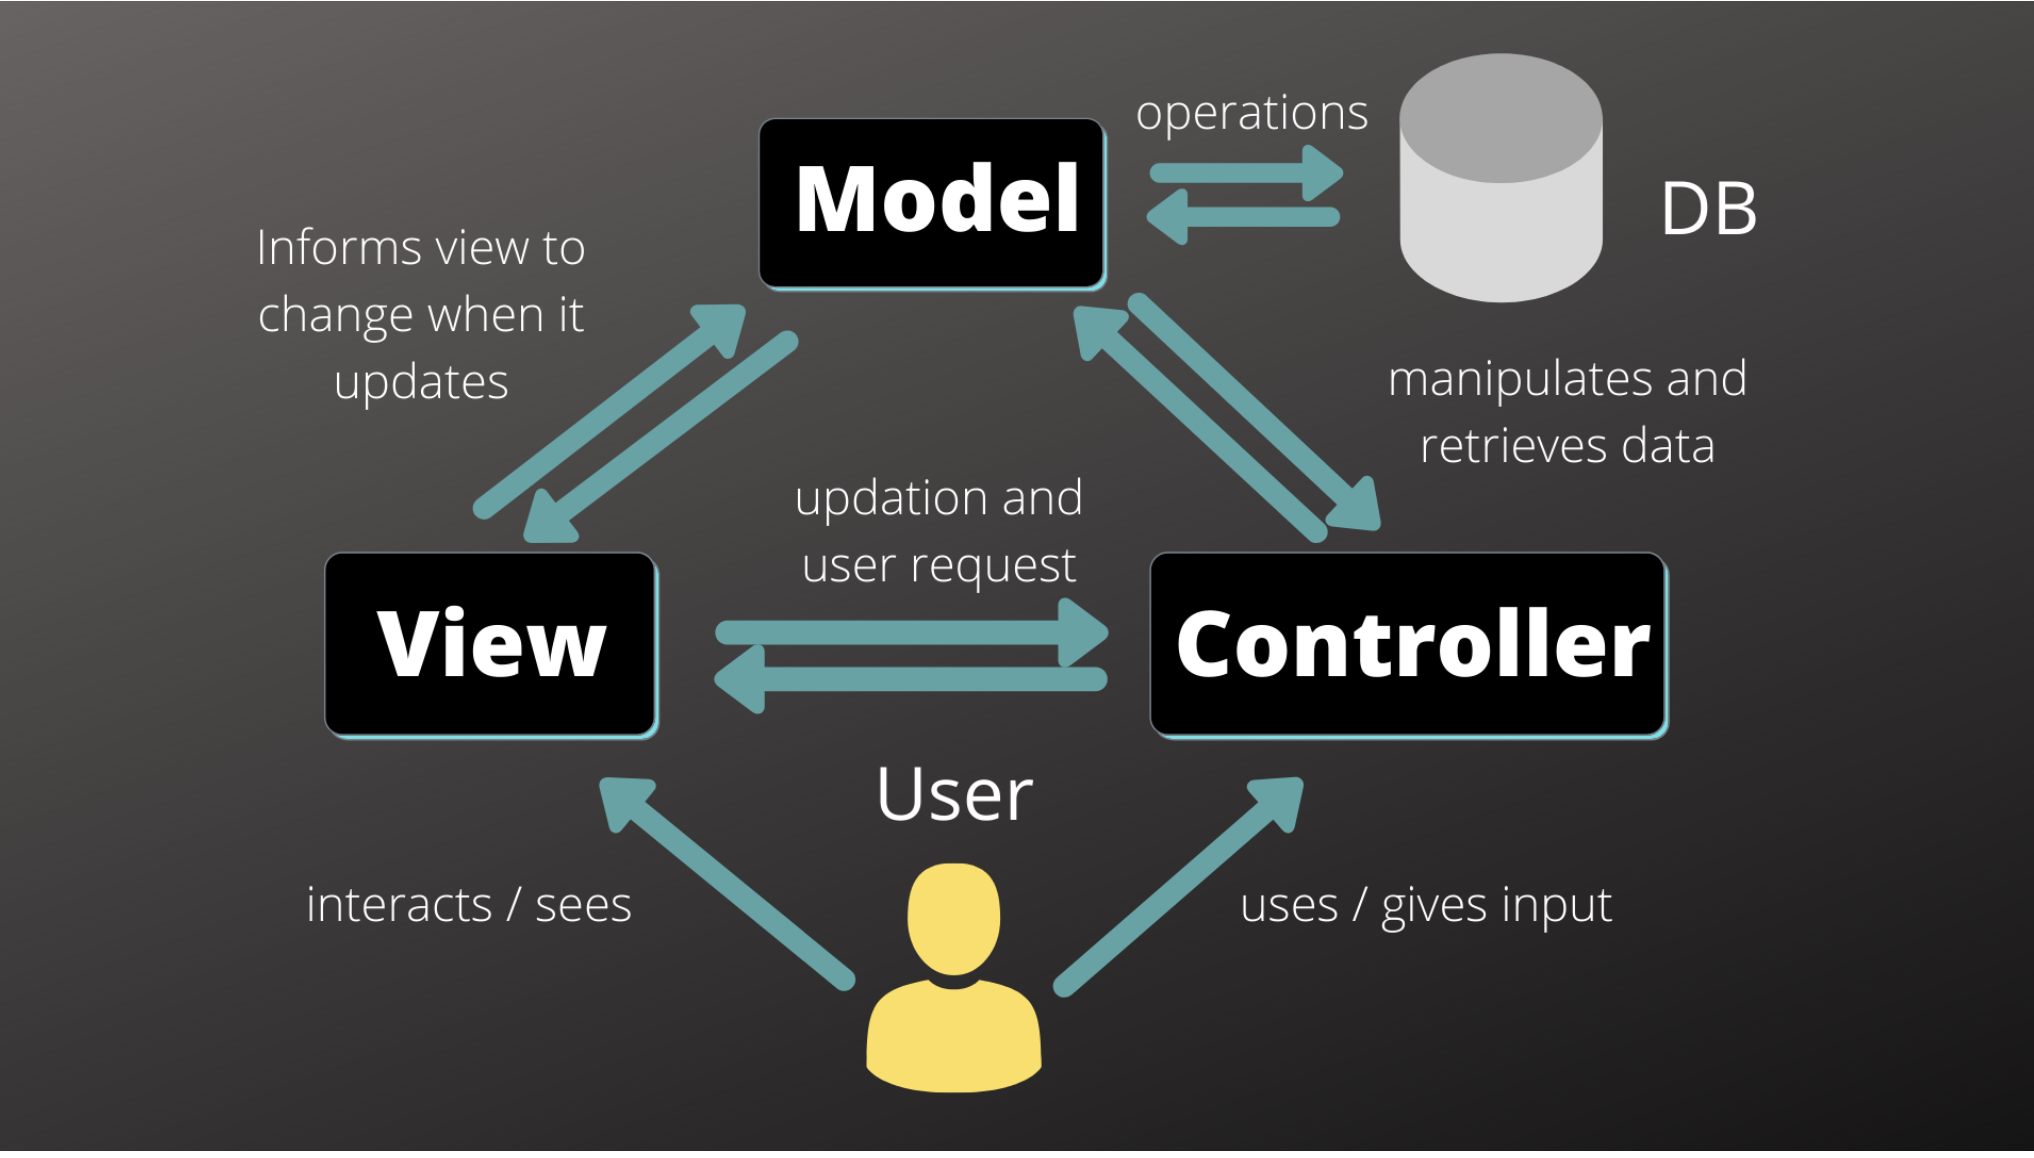 operations
Model
DB
Informs view to
change when it
updates
manipulates and
retrieves data
updation and
user request
View
Controller
User
interacts / sees
uses / gives input